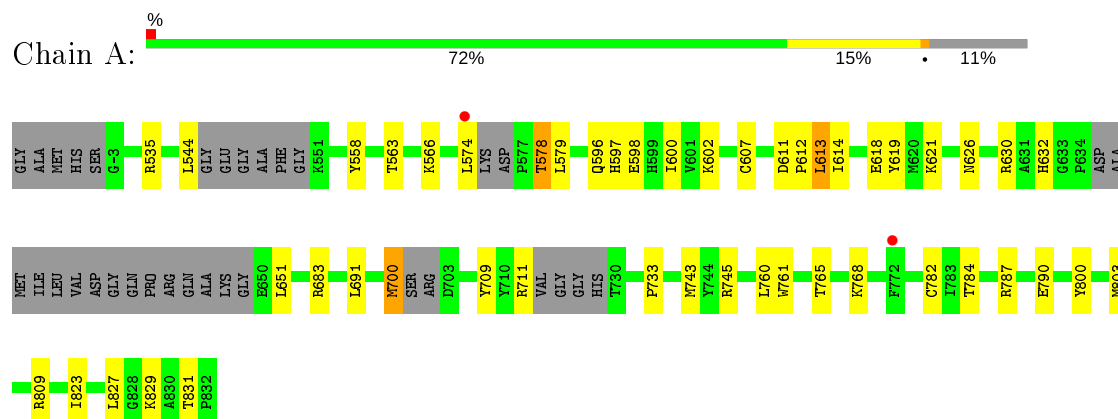 %
Chain A:
72% 15% • 11%
GLY ALA MET HIS SER G-3 R535 L544 GLY GLU GLY ALA PHE GLY K551 Y558 T563 K566 L574 LYS ASP P577 T578 L579 Q596 H597 E598 H599 I600 V601 K602 C607 D611 P612 L613 I614 E618 Y619 M620 K621 N626 R630 A631 H632 G633 P634 ASP ALA
MET ILE LEU VAL ASP GLY GLY GLN PRO ARG GLN ALA LYS GLY E650 L651 R683 L691 M700 SER ARG D703 Y709 Y710 R711 VAL GLY GLY HIS T730 P733 M743 Y744 R745 L760 W761 T765 K768 F772 C782 I783 T784 R787 E790 Y800 M803
R809 I823 L827 G828 K829 A830 T831 P832